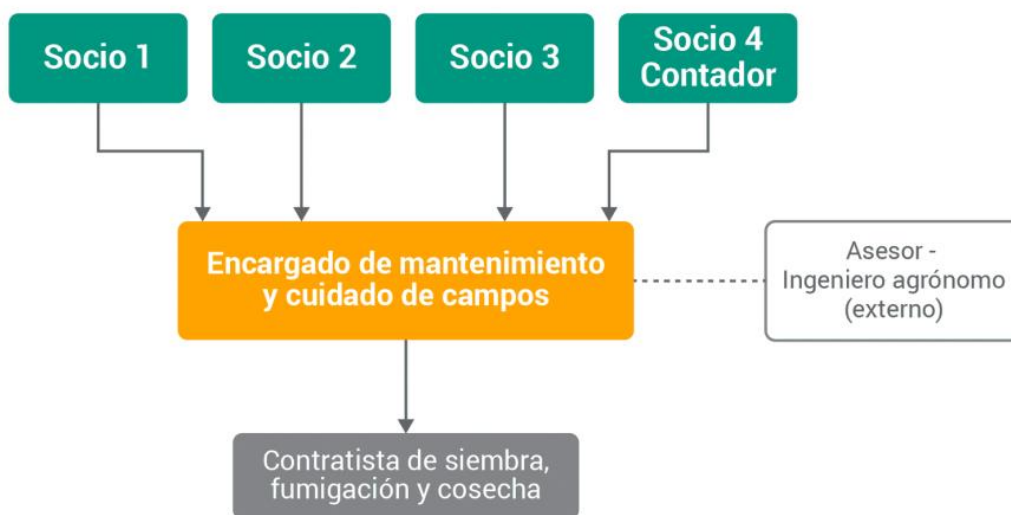 Socio 1
Socio 2
Socio 3
Socio 4
Contador
Encargado de mantenimiento
y cuidado de campos
Asesor -
Ingeniero agrónomo
(externo)
Contratista de siembra,
fumigación y cosecha